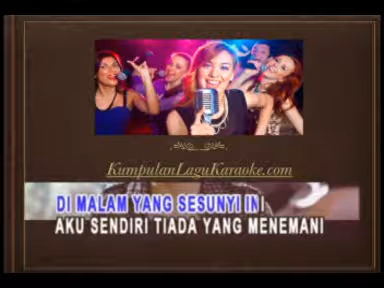 KumpulanLaguKaraoke.com
DI MALAM YANG SESUNYI INI
AKU SENDIRI TIADA YANG MENEMANI